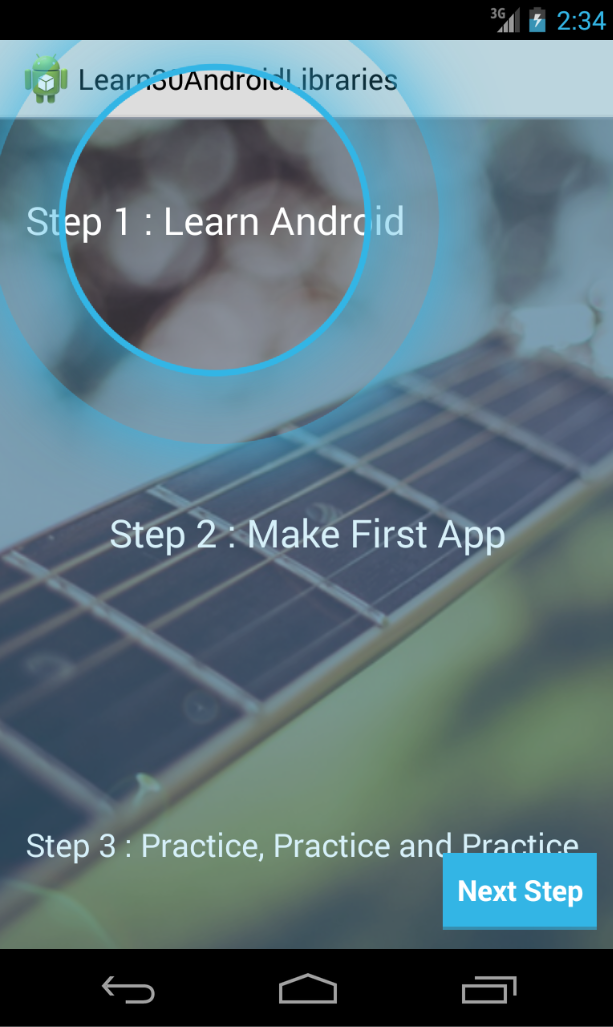 3G 2:34
Learn30AndroidLibraries
Step 1 : Learn Android
Step 2 : Make First App
Step 3 : Practice, Practice and Practice
Next Step